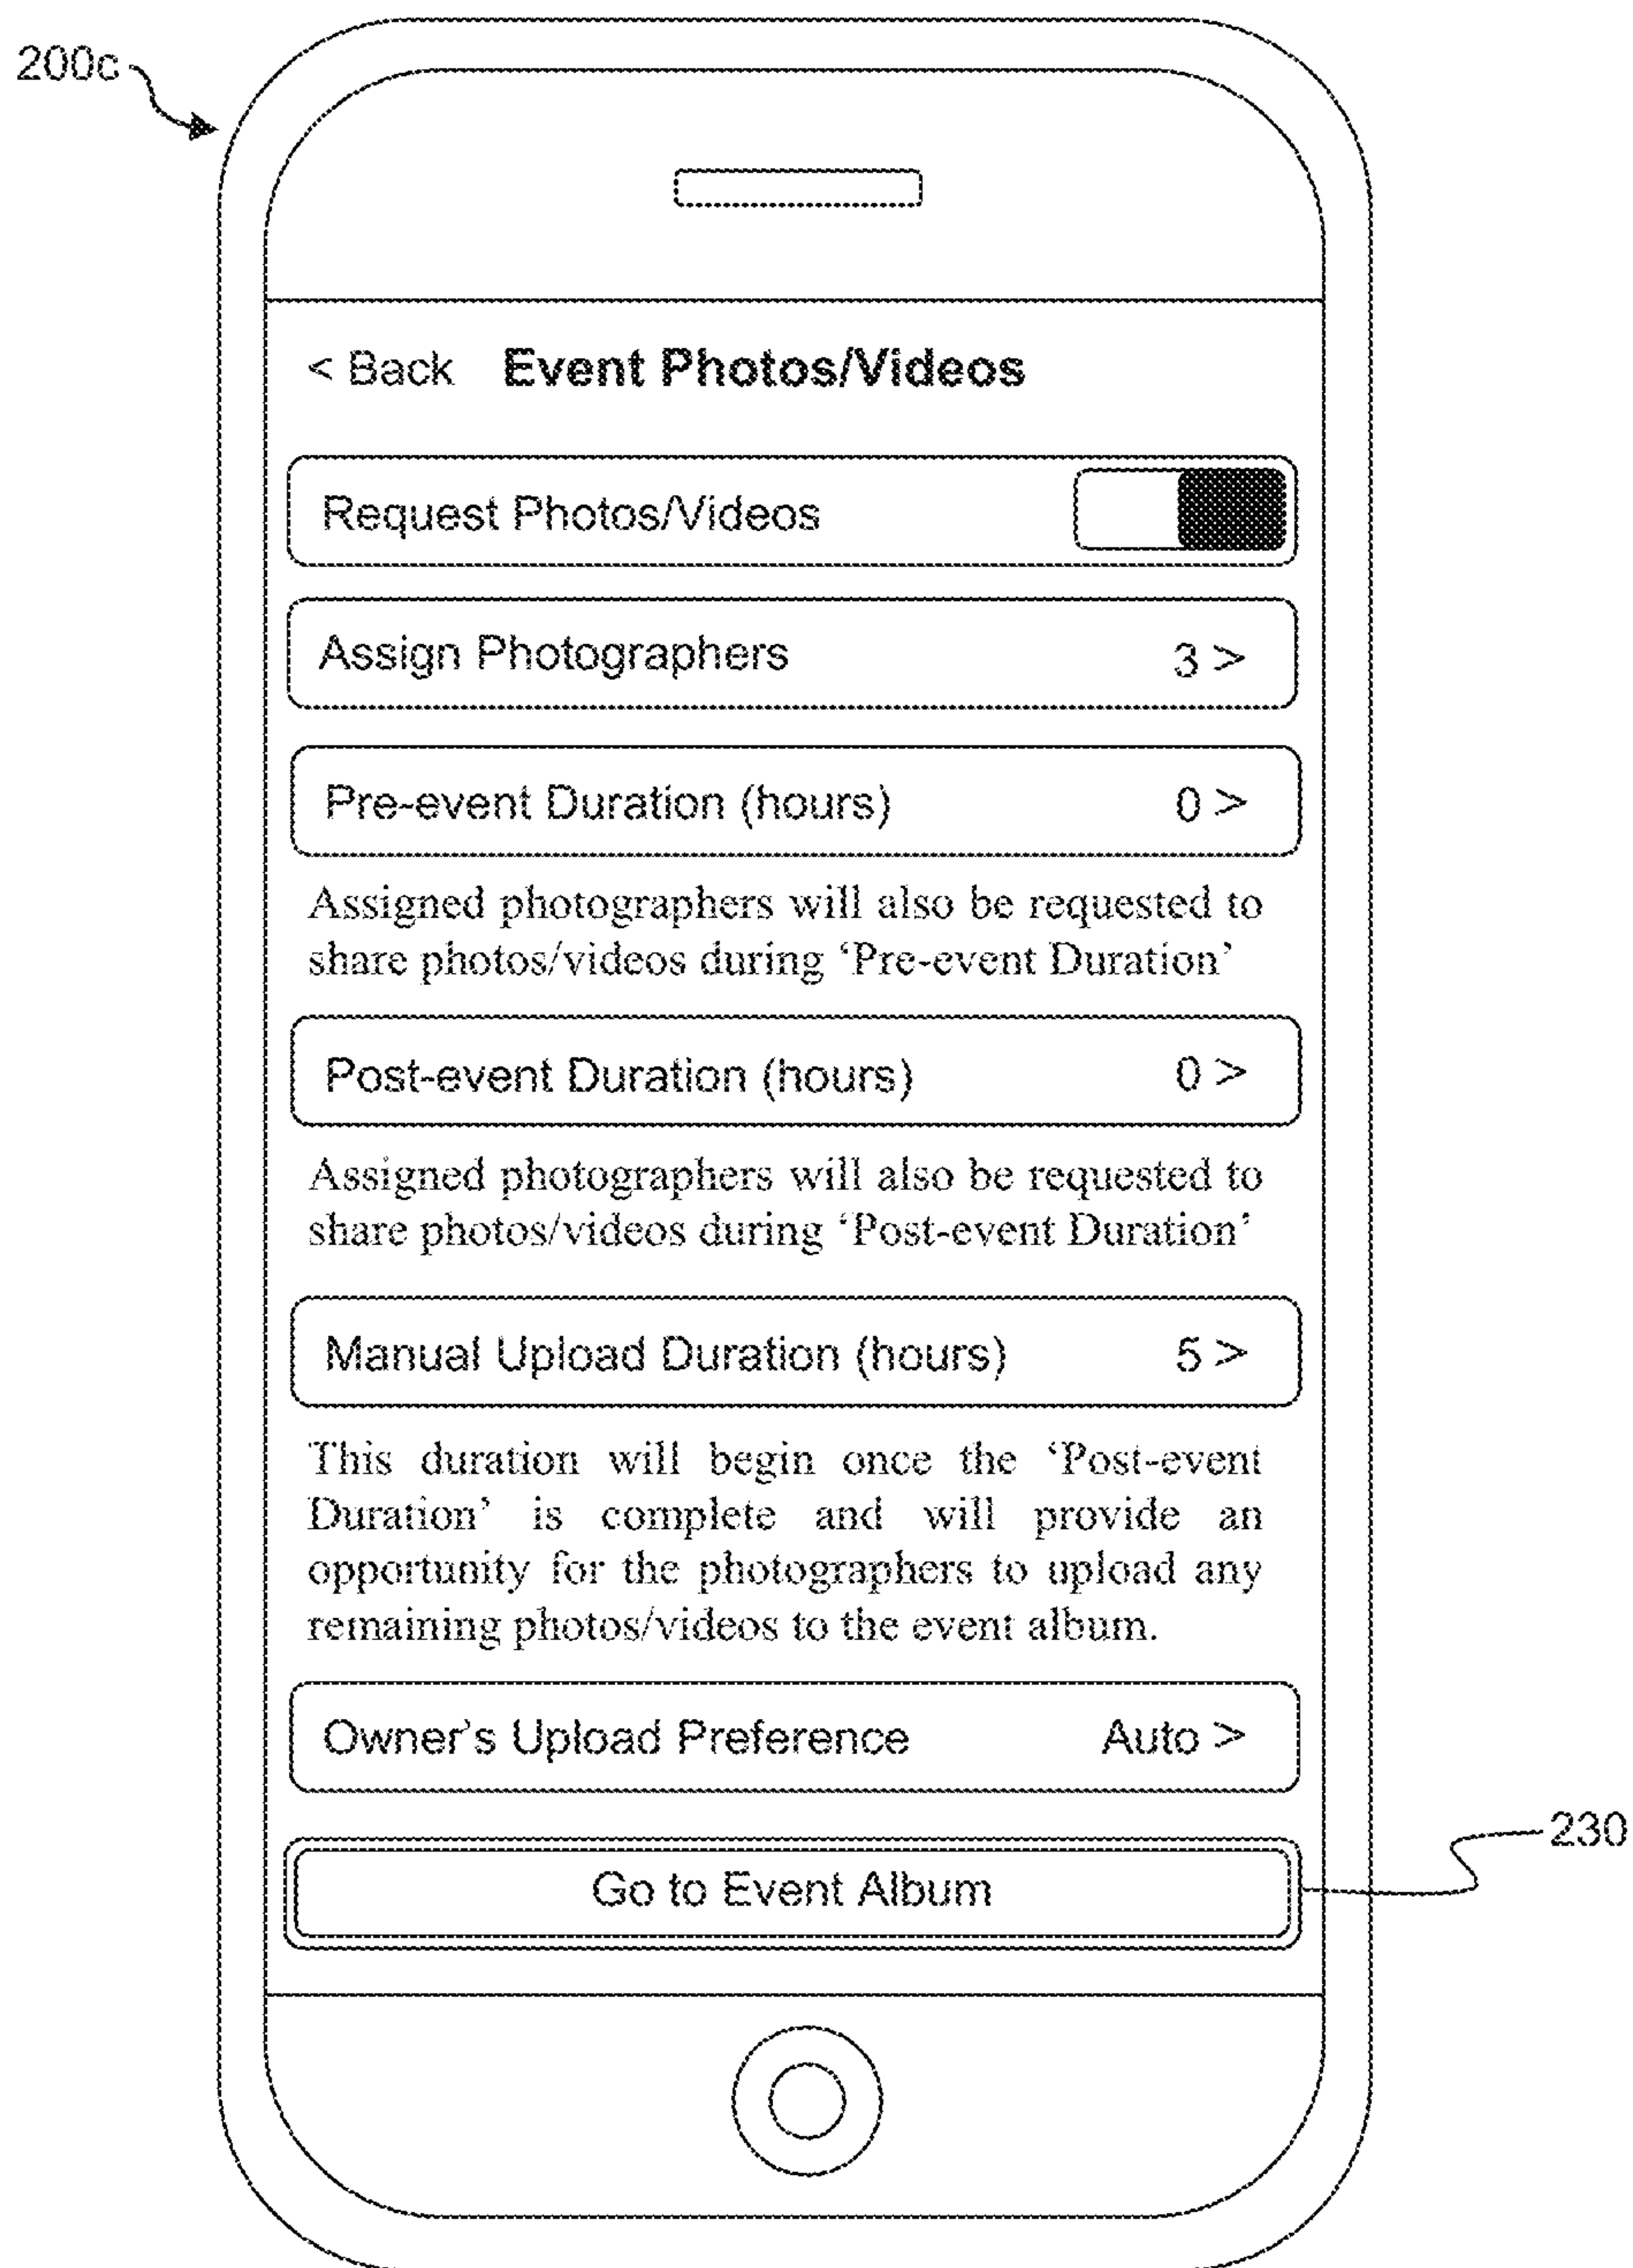 200c
< Back Event Photos/Videos
Request Photos/Videos
Assign Photographers 3 >
Pre-event Duration (hours) 0 >
Assigned photographers will also be requested to
share photos/videos during ‘Pre-event Duration’
Post-event Duration (hours) 0 >
Assigned photographers will also be requested to
share photos/videos during ‘Post-event Duration’
Manual Upload Duration (hours) 5 >
This duration will begin once the ‘Post-event
Duration’ is complete and will provide an
opportunity for the photographers to upload any
remaining photos/videos to the event album.
Owner's Upload Preference Auto >
230
Go to Event Album